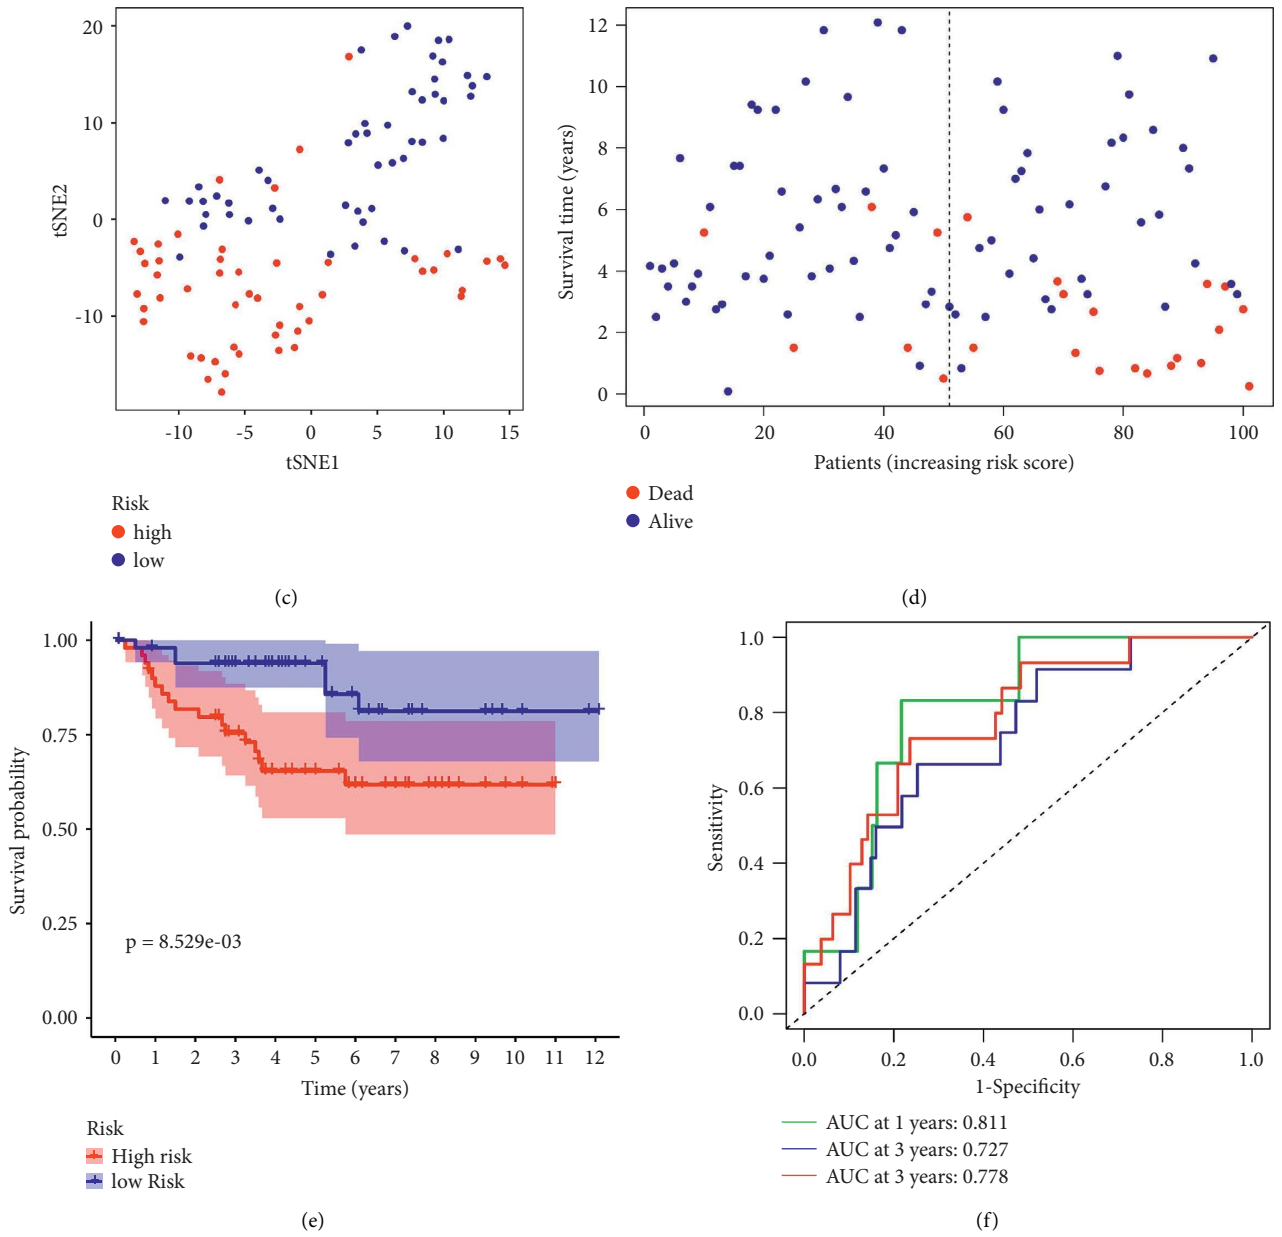 20
10
0
-10
tSNE2
-10 -5 0 5 10 15
tSNE1
Risk
high
low
(c)
12
10
8
6
4
2
0
Survival time (years)
0 20 40 60 80 100
Patients (increasing risk score)
Dead
Alive
(d)
1.00
0.75
0.50
0.25
0.00
Survival probability
p = 8.529e-03
0 1 2 3 4 5 6 7 8 9 10 11 12
Time (years)
Risk
High risk
low Risk
(e)
1.0
0.8
0.6
0.4
0.2
0.0
Sensitivity
0.0 0.2 0.4 0.6 0.8 1.0
1-Specificity
AUC at 1 years: 0.811
AUC at 3 years: 0.727
AUC at 3 years: 0.778
(f)